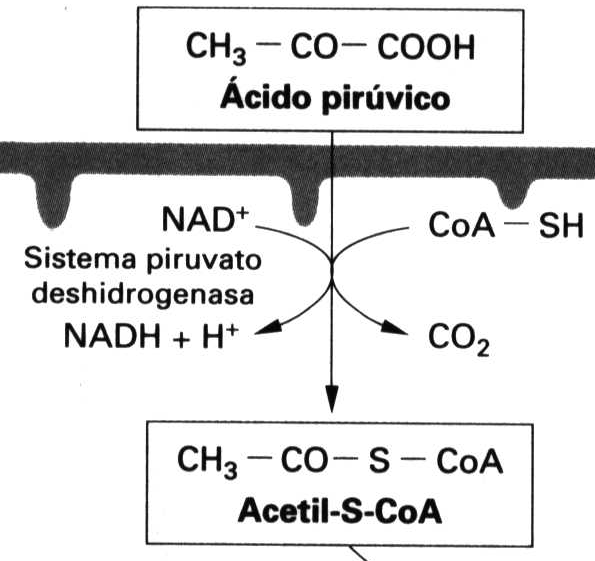 CH₃ — CO — COOH
Ácido pirúvico
NAD⁺
CoA — SH
Sistema piruvato
deshidrogenasa
NADH + H⁺
CO₂
CH₃ — CO — S — CoA
Acetil-S-CoA